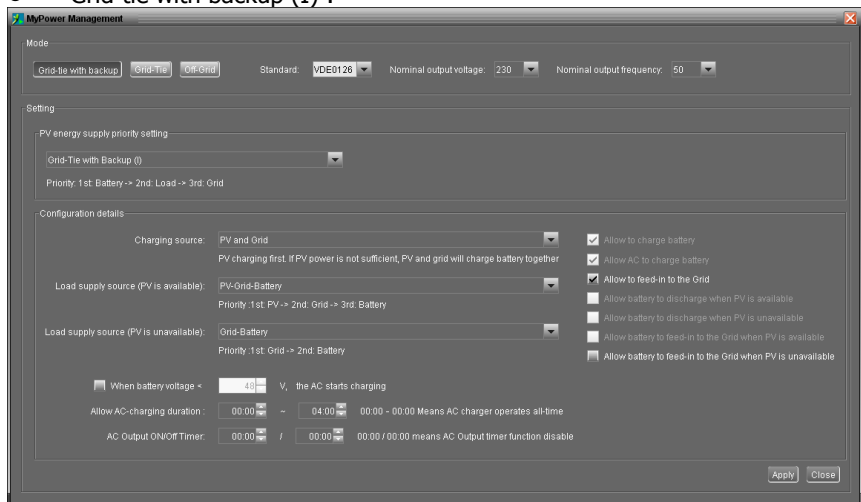 Grid-tie with backup (I) :
MyPower Management
Mode
Grid-tie with backup Grid-Tie Off-Grid Standard: VDE0126 Nominal output voltage: 230 Nominal output frequency: 50
Setting
PV energy supply priority setting
Grid-Tie with Backup (I)
Priority: 1st: Battery -> 2nd: Load -> 3rd: Grid
Configuration details
Charging source: PV and Grid
PV charging first. If PV power is not sufficient, PV and grid will charge battery together
Load supply source (PV is available): PV-Grid-Battery
Priority :1st: PV -> 2nd: Grid -> 3rd: Battery
Load supply source (PV is unavailable): Grid-Battery
Priority :1st: Grid -> 2nd: Battery
Allow to charge battery
Allow AC to charge battery
Allow to feed-in to the Grid
Allow battery to discharge when PV is available
Allow battery to discharge when PV is unavailable
Allow battery to feed-in to the Grid when PV is available
Allow battery to feed-in to the Grid when PV is unavailable
When battery voltage < 48 V, the AC starts charging
Allow AC-charging duration : 00:00 – 04:00 00:00 – 00:00 Means AC charger operates all-time
AC Output ON/Off Timer: 00:00 / 00:00 00:00 / 00:00 means AC Output timer function disable
Apply Close